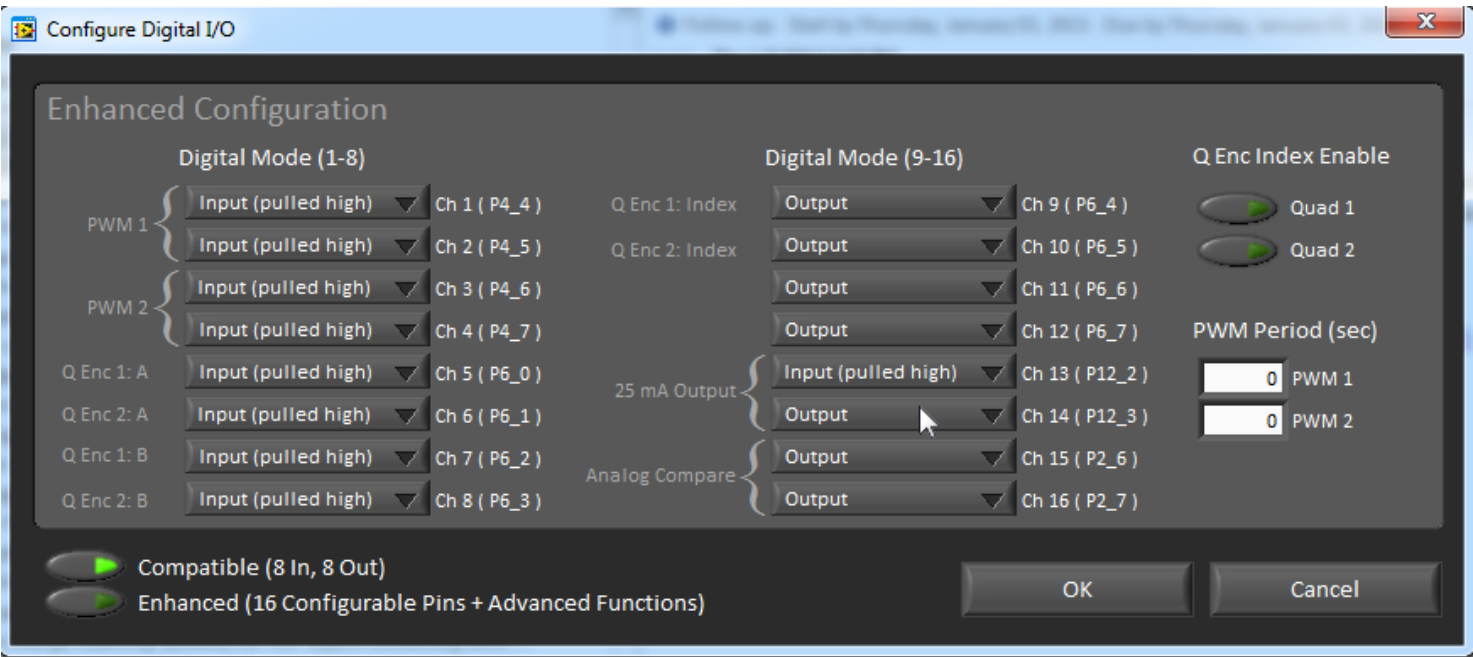 Configure Digital I/O
Enhanced Configuration
Digital Mode (1-8)
Digital Mode (9-16)
Q Enc Index Enable
PWM 1
Input (pulled high) Ch 1 ( P4_4 )
Input (pulled high) Ch 2 ( P4_5 )
PWM 2
Input (pulled high) Ch 3 ( P4_6 )
Input (pulled high) Ch 4 ( P4_7 )
Q Enc 1: A Input (pulled high) Ch 5 ( P6_0 )
Q Enc 2: A Input (pulled high) Ch 6 ( P6_1 )
Q Enc 1: B Input (pulled high) Ch 7 ( P6_2 )
Q Enc 2: B Input (pulled high) Ch 8 ( P6_3 )
Q Enc 1: Index Output Ch 9 ( P6_4 )
Q Enc 2: Index Output Ch 10 ( P6_5 )
Output Ch 11 ( P6_6 )
Output Ch 12 ( P6_7 )
25 mA Output
Input (pulled high) Ch 13 ( P12_2 )
Output Ch 14 ( P12_3 )
Analog Compare
Output Ch 15 ( P2_6 )
Output Ch 16 ( P2_7 )
Quad 1
Quad 2
PWM Period (sec)
0 PWM 1
0 PWM 2
Compatible (8 In, 8 Out)
Enhanced (16 Configurable Pins + Advanced Functions)
OK
Cancel